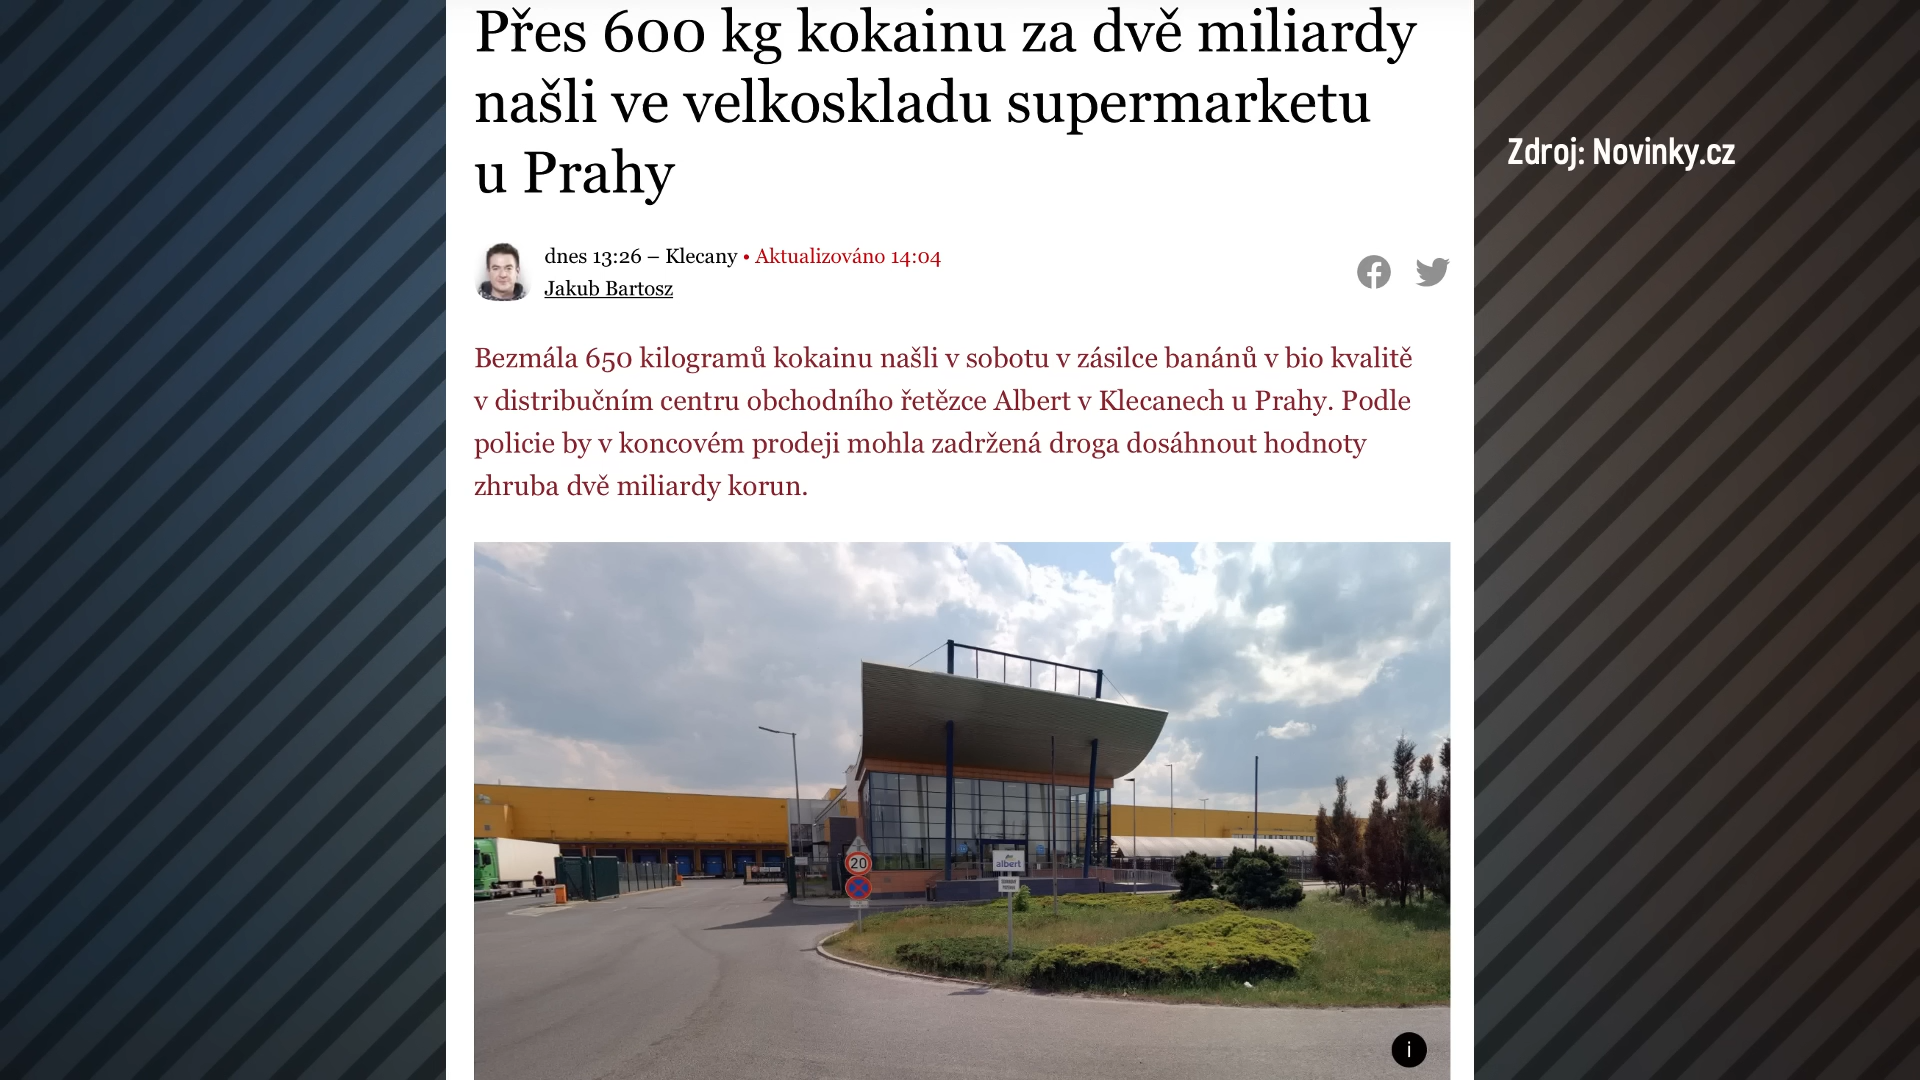 Přes 600 kg kokainu za dvě miliardy
našli ve velkoskladu supermarketu
u Prahy
Zdroj: Novinky.cz
dnes 13:26 – Klecany • Aktualizováno 14:04
Jakub Bartosz
Bezmála 650 kilogramů kokainu našli v sobotu v zásilce banánů v bio kvalitě
v distribučním centru obchodního řetězce Albert v Klecanech u Prahy. Podle
policie by v koncovém prodeji mohla zadržená droga dosáhnout hodnoty
zhruba dvě miliardy korun.
20
albert
i